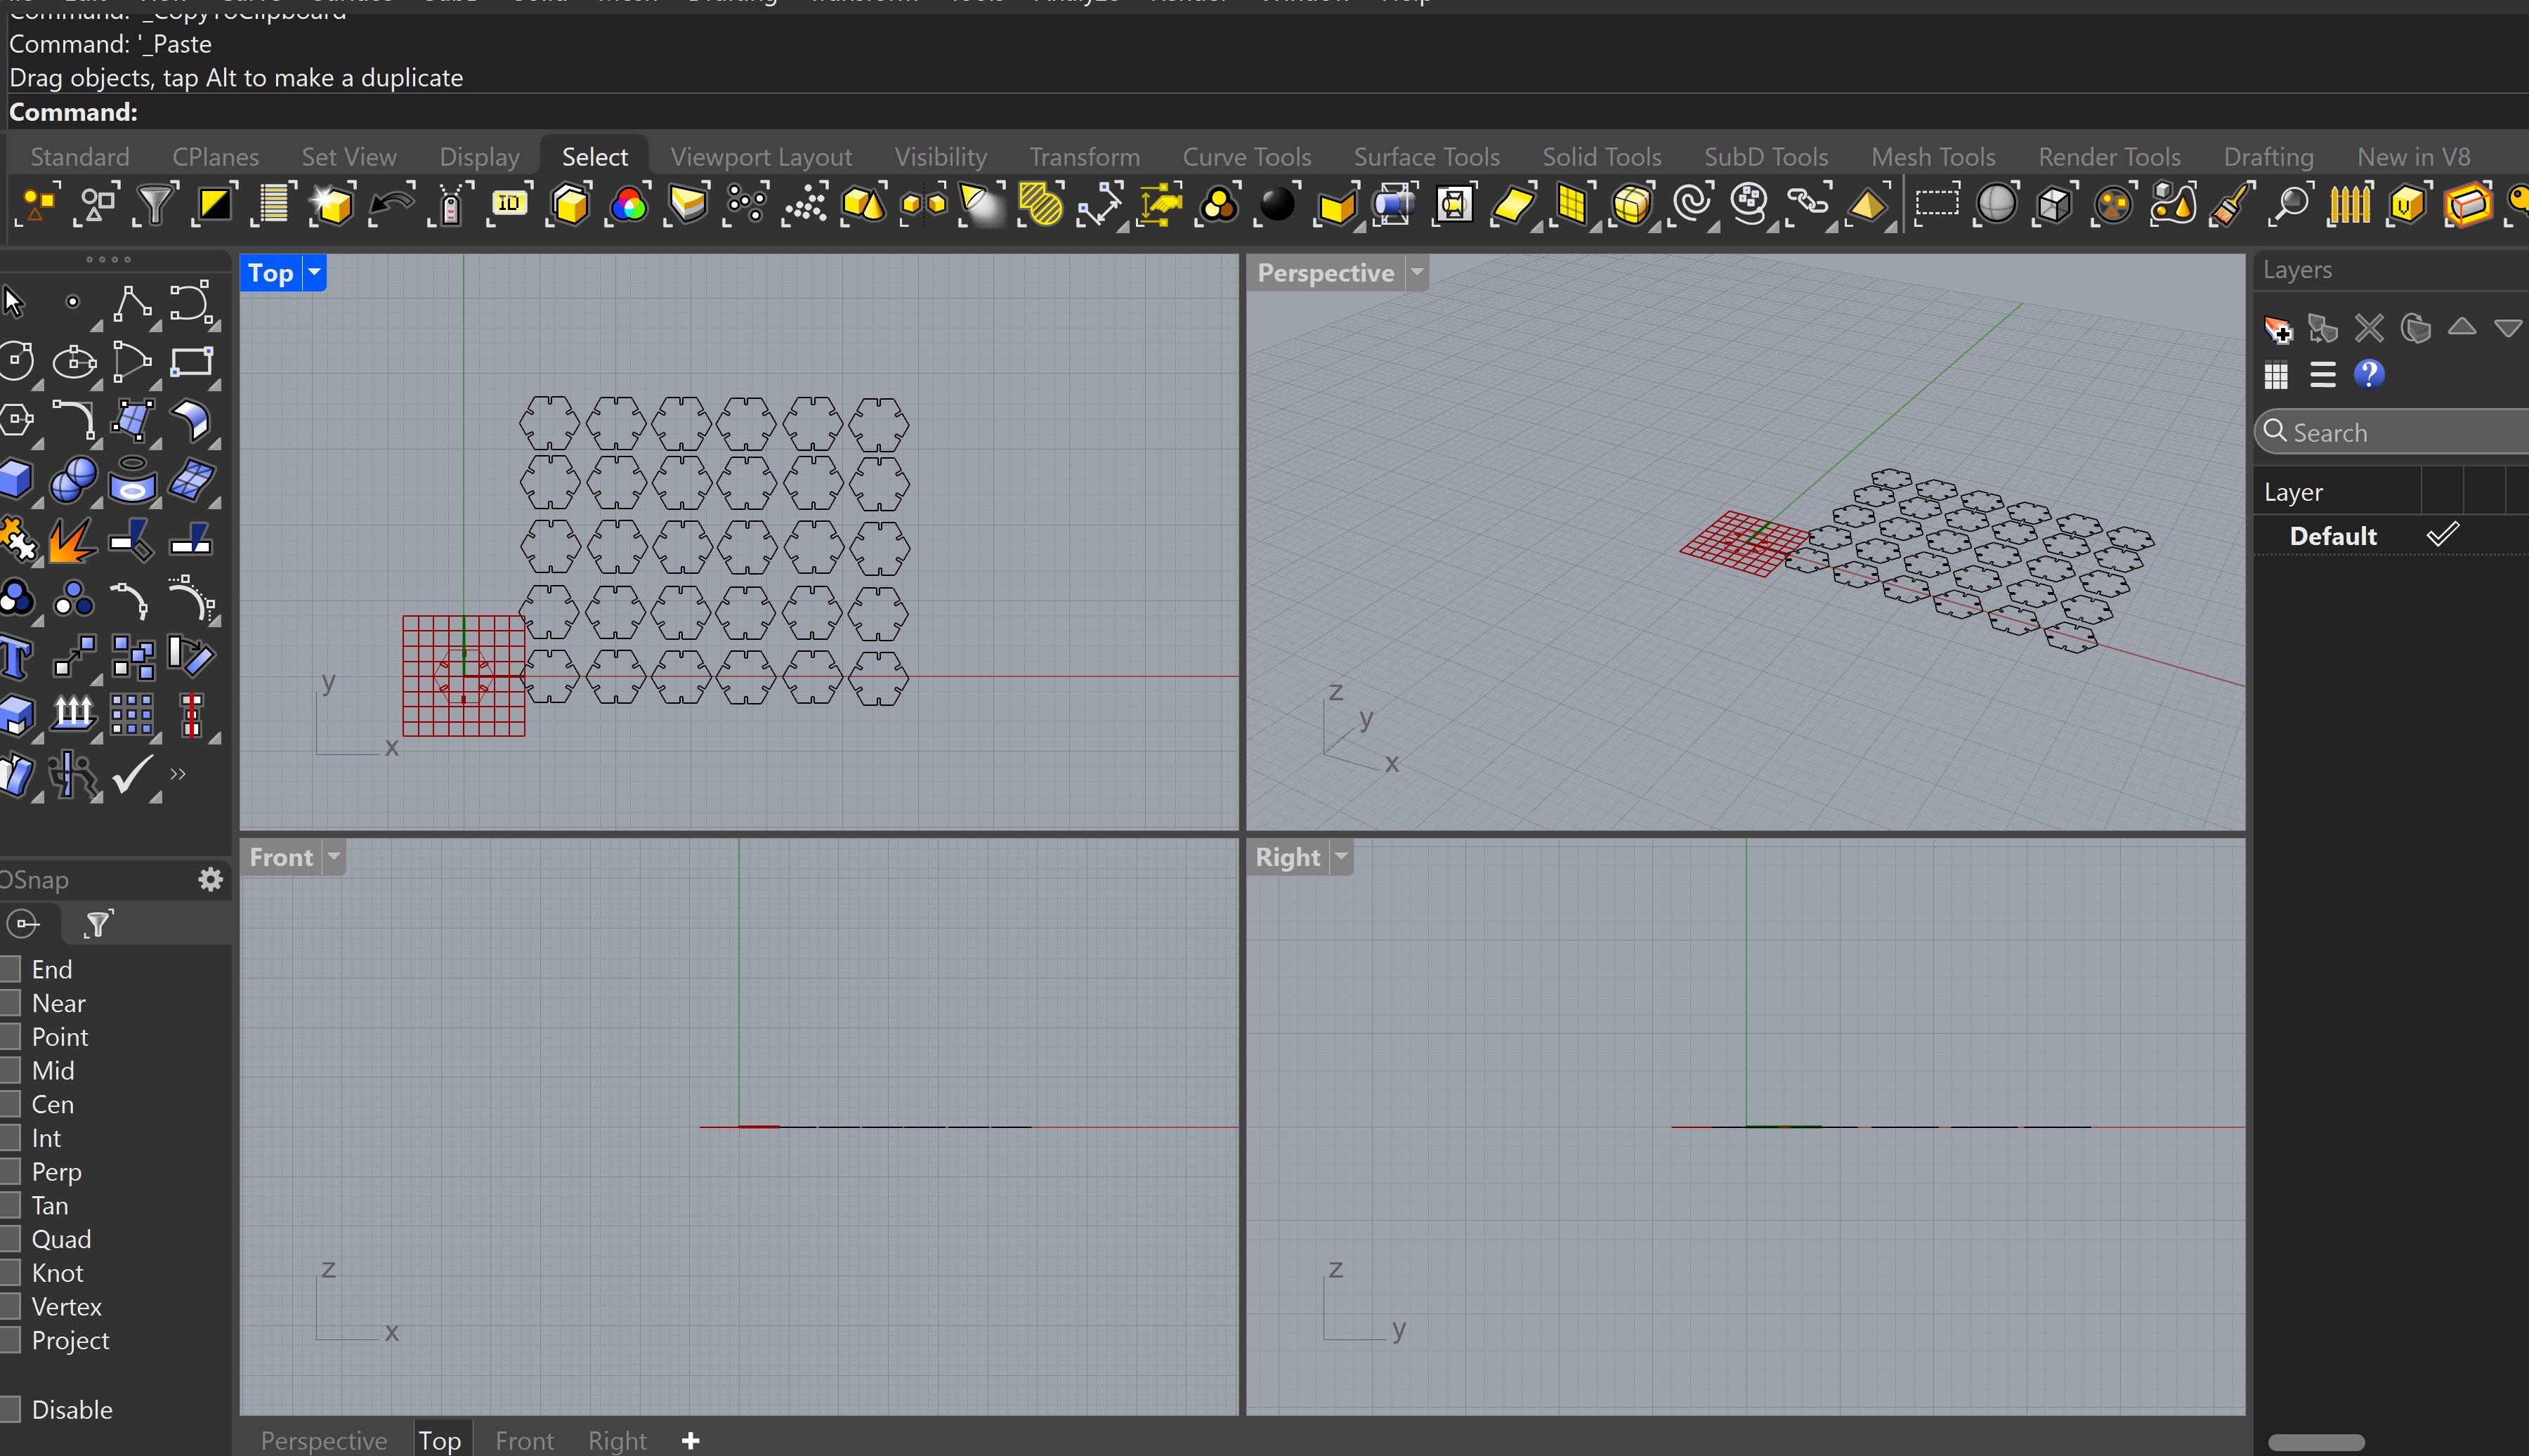 Command: '_CopyToClipboard
Command: '_Paste
Drag objects, tap Alt to make a duplicate
Command:
Standard CPlanes Set View Display Select Viewport Layout Visibility Transform Curve Tools Surface Tools Solid Tools SubD Tools Mesh Tools Render Tools Drafting New in V8
ID
V
Top
Perspective
Layers
?
Search
Layer
Default
T
y
x
z
y
x
Front
Right
OSnap
End
Near
Point
Mid
Cen
Int
Perp
Tan
Quad
Knot
Vertex
Project
Disable
z
x
z
y
Perspective Top Front Right